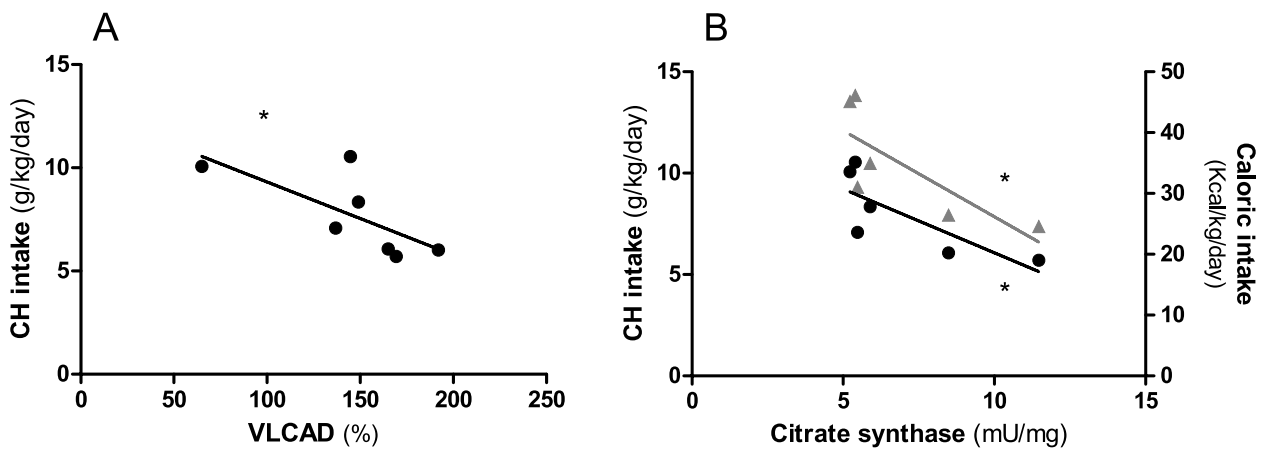 A
15
10
5
0
CH intake (g/kg/day)
*
0 50 100 150 200 250
VLCAD (%)
B
15
10
5
0
CH intake (g/kg/day)
*
*
50
40
30
20
10
0
Caloric intake
(Kcal/kg/day)
0 5 10 15
Citrate synthase (mU/mg)